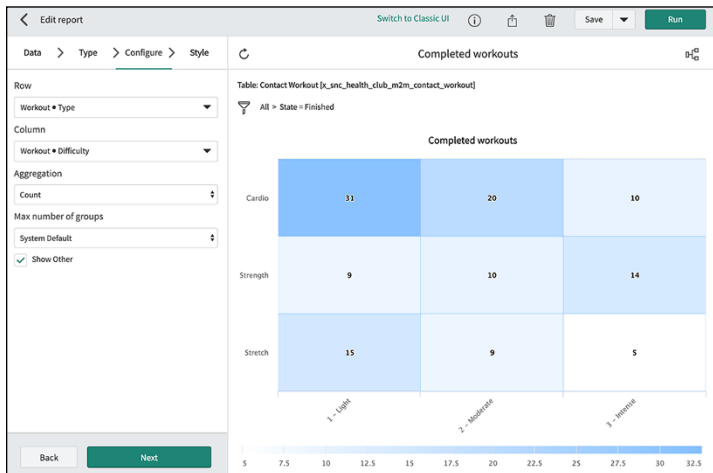 Edit report
Switch to Classic UI
Save
Run
Data
Type
Configure
Style
Completed workouts
Row
Workout • Type
Column
Workout • Difficulty
Aggregation
Count
Max number of groups
System Default
Show Other
Back
Next
Table: Contact Workout [x_snc_health_club_m2m_contact_workout]
All > State = Finished
Completed workouts
Cardio 31 20 10
Strength 9 10 14
Stretch 15 9 5
1 - Light 2 - Moderate 3 - Intense
5 7.5 10 12.5 15 17.5 20 22.5 25 27.5 30 32.5